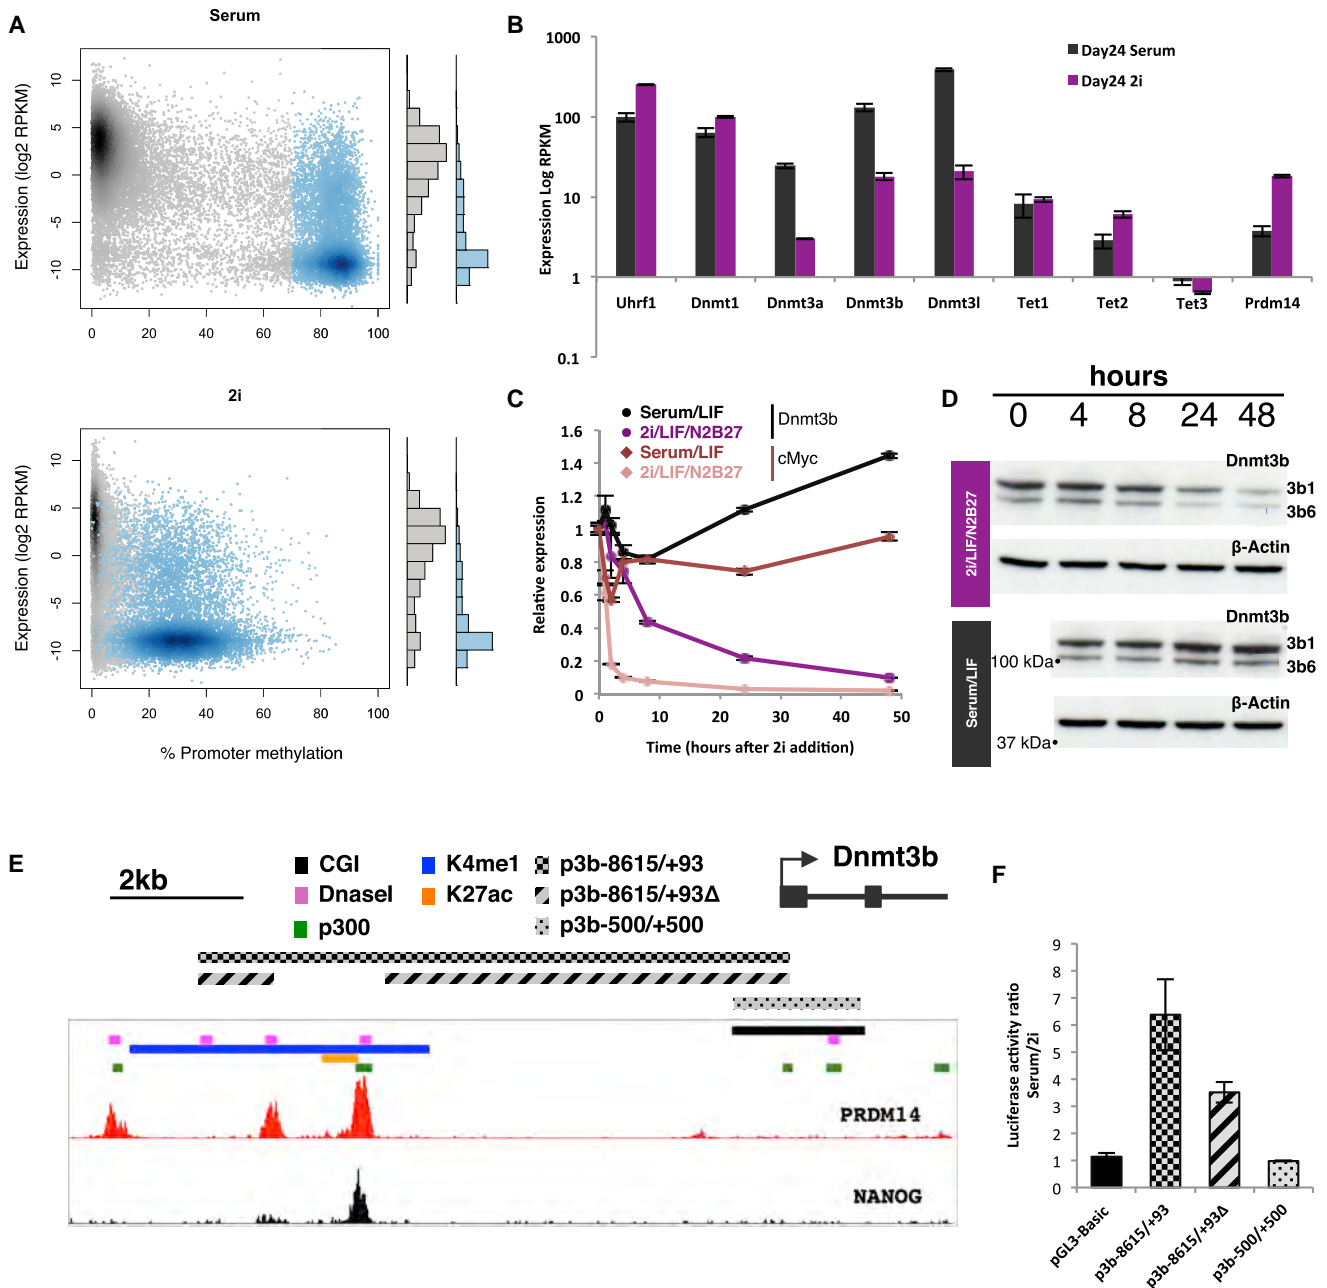 A
Serum
Expression (log2 RPKM)
10
5
0
-5
-10
0 20 40 60 80 100
2i
Expression (log2 RPKM)
10
5
0
-5
-10
0 20 40 60 80 100
% Promoter methylation
B
Expression Log RPKM
1000
100
10
1
0.1
Day24 Serum
Day24 2i
Uhrf1 Dnmt1 Dnmt3a Dnmt3b Dnmt3l Tet1 Tet2 Tet3 Prdm14
C
Serum/LIF
2i/LIF/N2B27
Dnmt3b
Serum/LIF
2i/LIF/N2B27
cMyc
Relative expression
1.6
1.4
1.2
1
0.8
0.6
0.4
0.2
0
0 10 20 30 40 50
Time (hours after 2i addition)
D
hours
0 4 8 24 48
2i/LIF/N2B27
Dnmt3b
3b1
3b6
β-Actin
Serum/LIF
Dnmt3b
3b1
100 kDa
3b6
β-Actin
37 kDa
E
2kb
CGI
DnaseI
p300
K4me1
K27ac
p3b-8615/+93
p3b-8615/+93Δ
p3b-500/+500
Dnmt3b
PRDM14
NANOG
F
Luciferase activity ratio
Serum/2i
9
8
7
6
5
4
3
2
1
0
pGL3-Basic
p3b-8615/+93
p3b-8615/+93Δ
p3b-500/+500